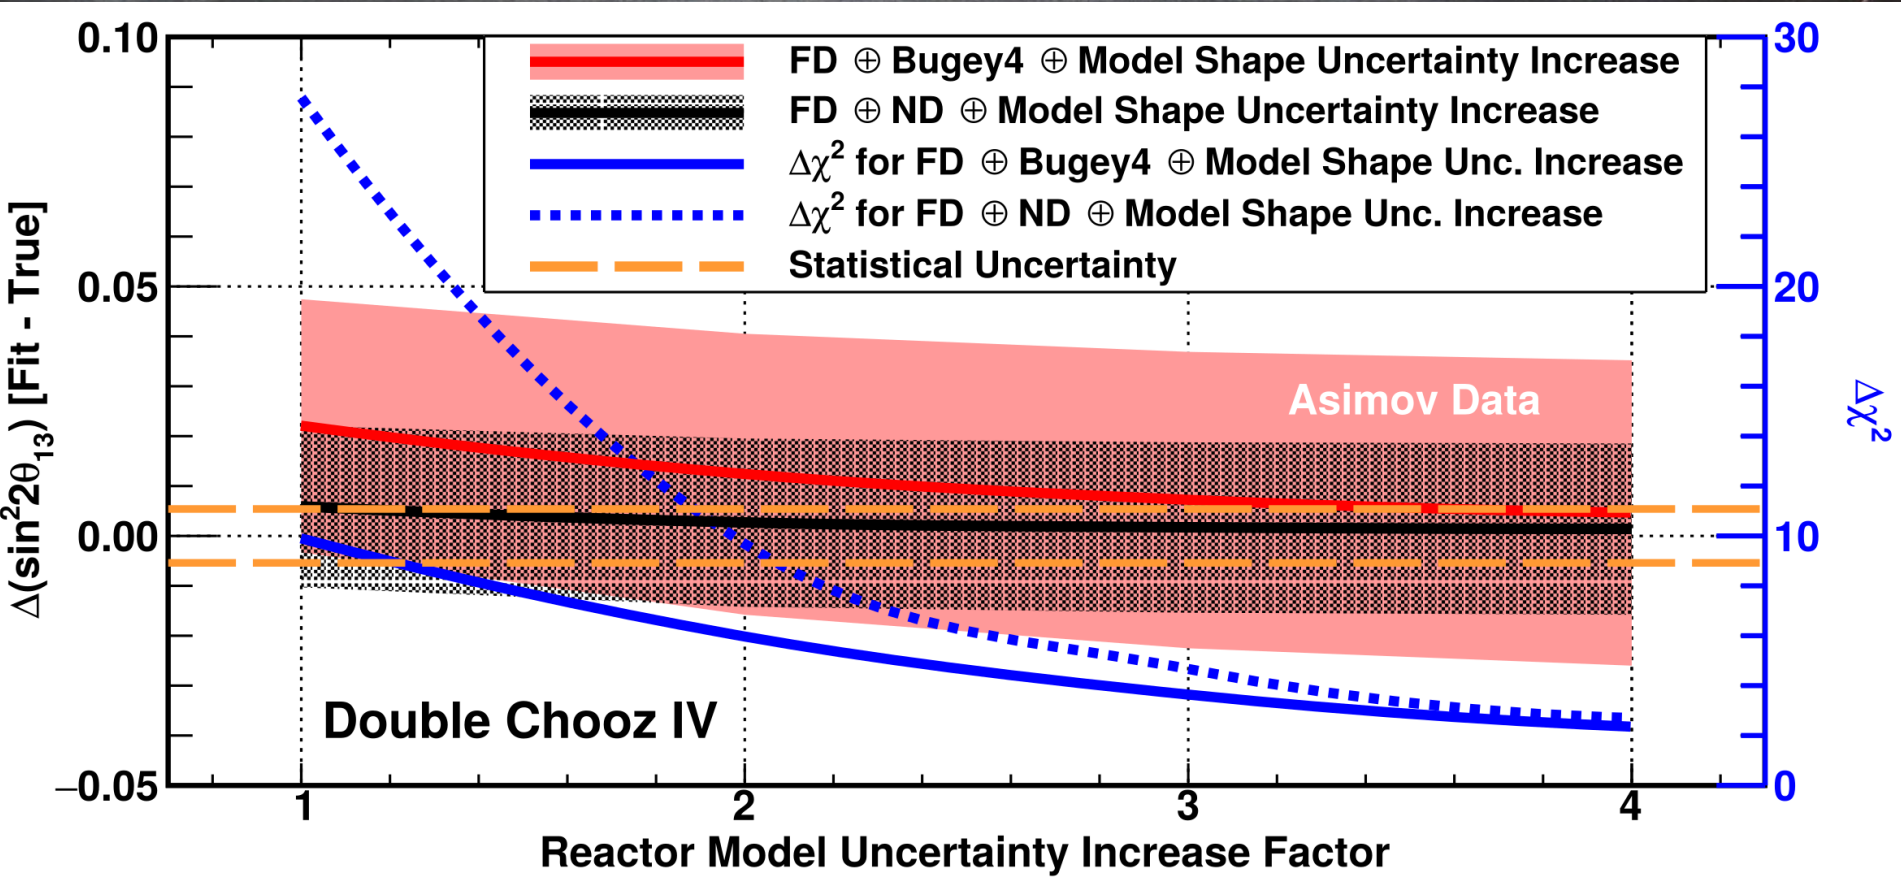 0.10
0.05
0.00
−0.05
Δ(sin²2θ₁₃) [Fit - True]
FD ⊕ Bugey4 ⊕ Model Shape Uncertainty Increase
FD ⊕ ND ⊕ Model Shape Uncertainty Increase
Δχ² for FD ⊕ Bugey4 ⊕ Model Shape Unc. Increase
Δχ² for FD ⊕ ND ⊕ Model Shape Unc. Increase
Statistical Uncertainty
Asimov Data
Double Chooz IV
30
20
10
0
Δχ²
1 2 3 4
Reactor Model Uncertainty Increase Factor